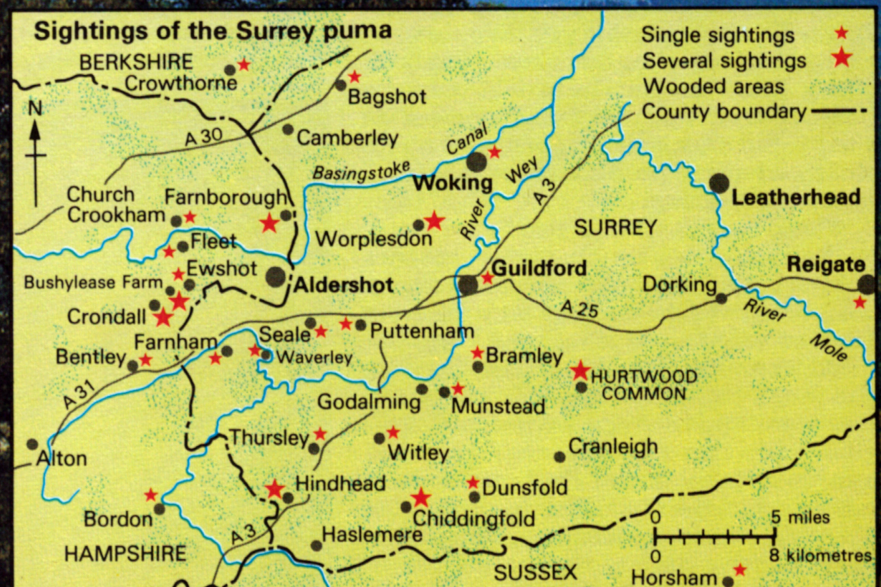 Sightings of the Surrey puma
Single sightings
Several sightings
Wooded areas
County boundary
BERKSHIRE
Crowthorne
Bagshot
N
A 30
Camberley
Canal
Basingstoke
Woking
Wey
A 3
Leatherhead
Church
Crookham
Farnborough
River
Worplesdon
SURREY
Fleet
Bushylease Farm
Ewshot
Aldershot
Guildford
Dorking
Reigate
Crondall
A 25
River
Mole
Farnham
Seale
Puttenham
Bentley
Waverley
Bramley
HURTWOOD
COMMON
A 31
Godalming
Munstead
Thursley
Witley
Cranleigh
Alton
Hindhead
Dunsfold
Bordon
Chiddingfold
A 3
Haslemere
HAMPSHIRE
SUSSEX
Horsham
0 5 miles
0 8 kilometres